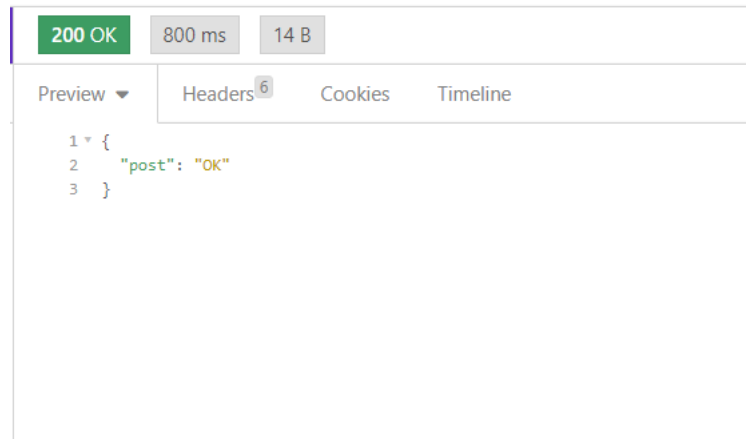 200 OK 800 ms 14 B
Preview Headers 6 Cookies Timeline
1 {
2 "post": "OK"
3 }